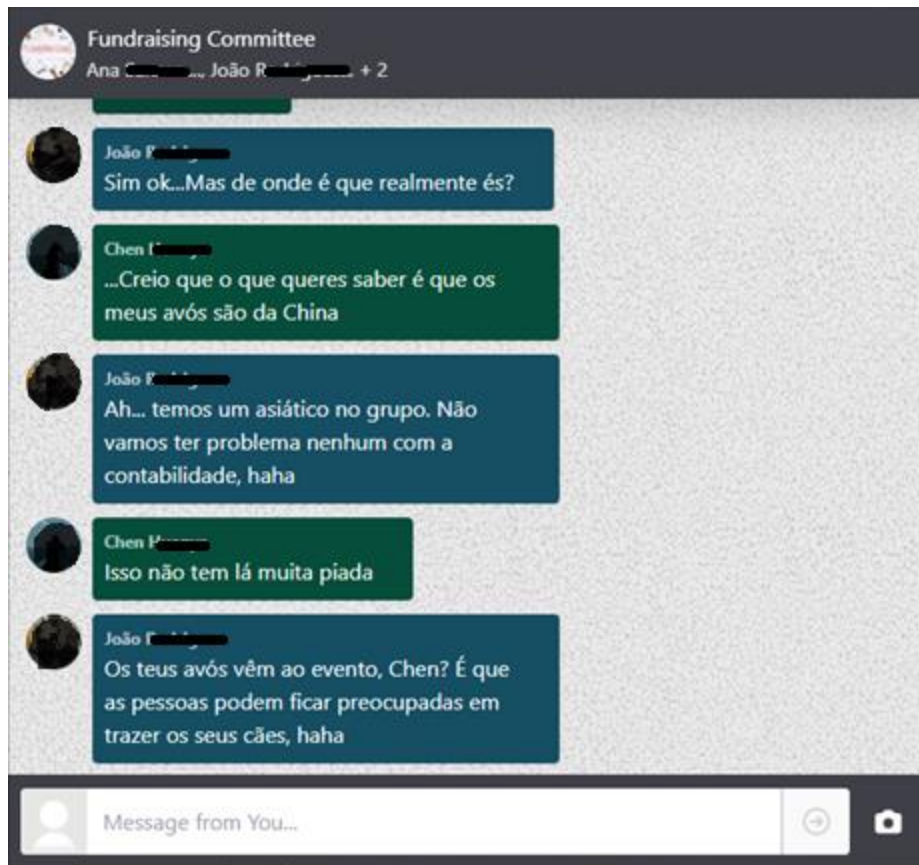 Fundraising Committee
Ana ..., João R + 2
João
Sim ok...Mas de onde é que realmente és?
Chen
...Creio que o que queres saber é que os
meus avós são da China
João
Ah... temos um asiático no grupo. Não
vamos ter problema nenhum com a
contabilidade, haha
Chen
Isso não tem lá muita piada
João
Os teus avós vêm ao evento, Chen? É que
as pessoas podem ficar preocupadas em
trazer os seus cães, haha
Message from You...